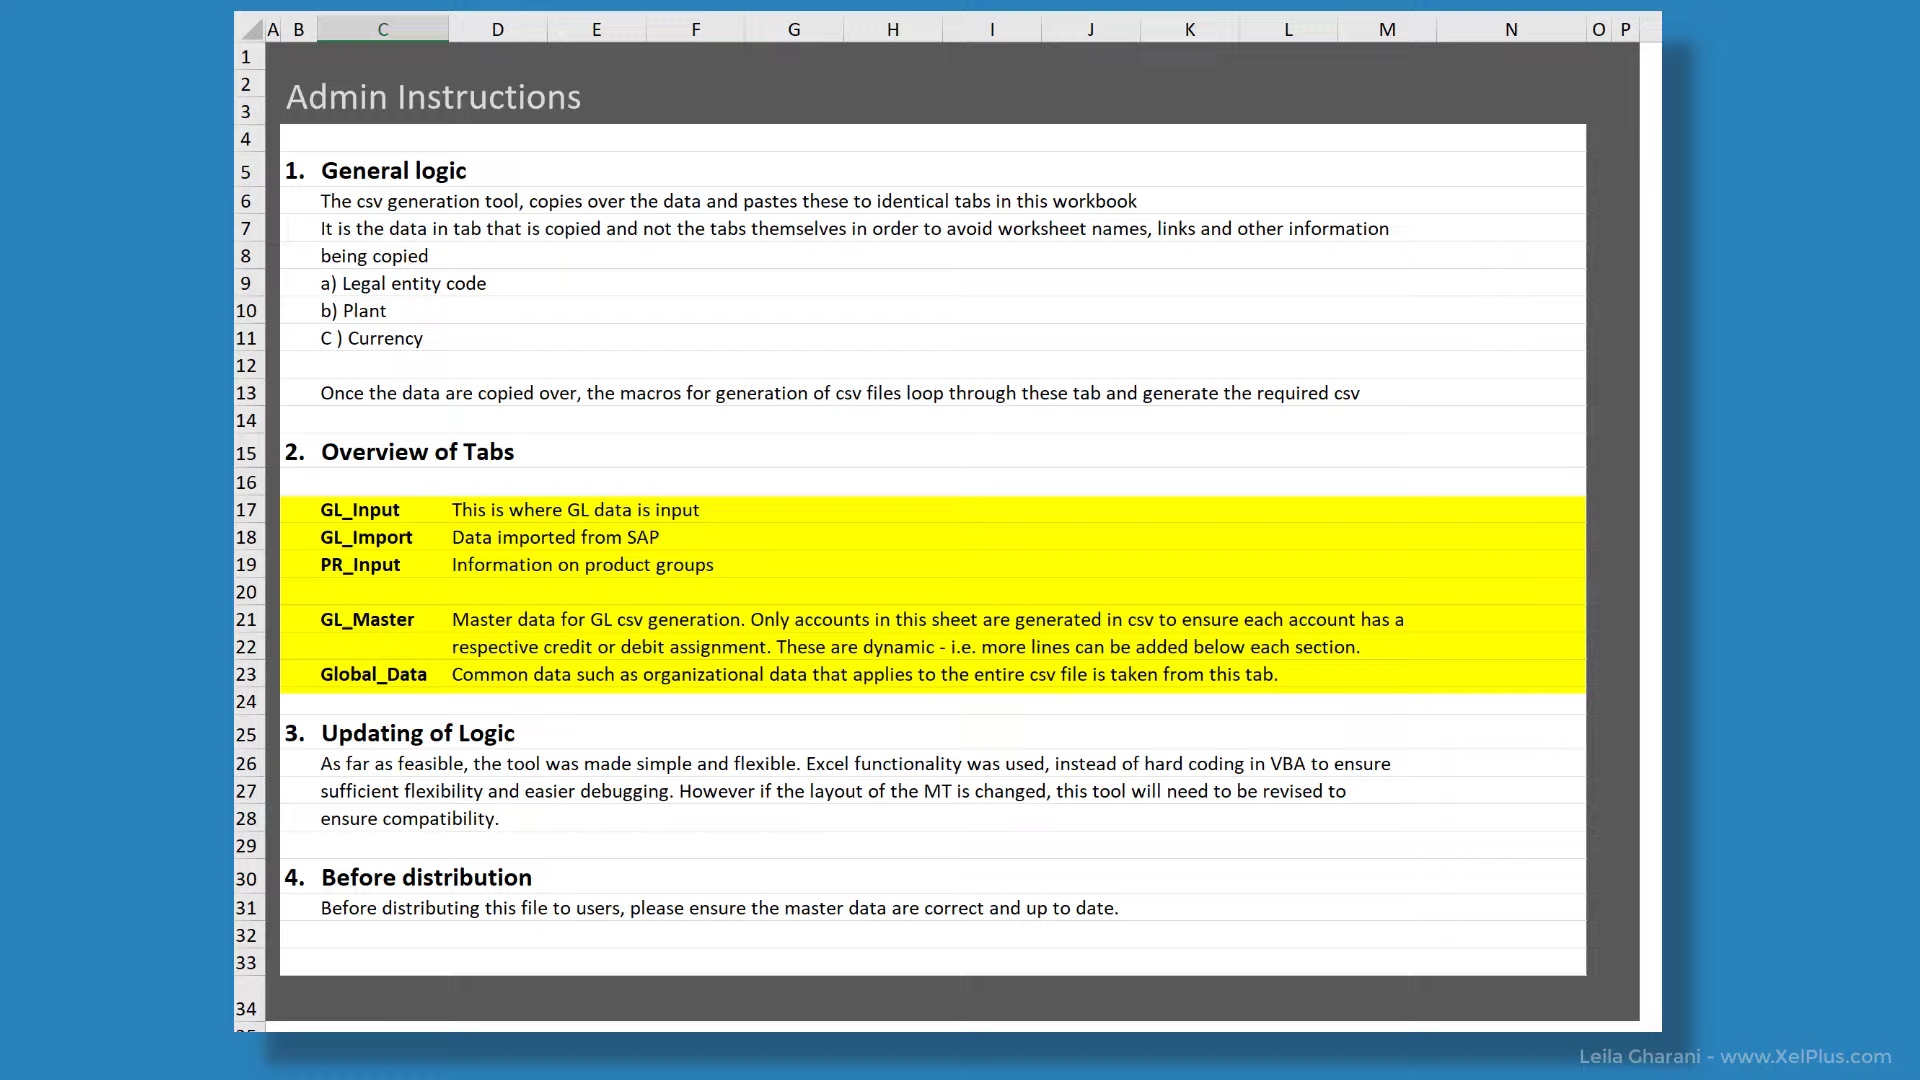 A B C D E F G H I J K L M N O P
1
2
Admin Instructions
3
4
5 1. General logic
6 The csv generation tool, copies over the data and pastes these to identical tabs in this workbook
7 It is the data in tab that is copied and not the tabs themselves in order to avoid worksheet names, links and other information
8 being copied
9 a) Legal entity code
10 b) Plant
11 C ) Currency
12
13 Once the data are copied over, the macros for generation of csv files loop through these tab and generate the required csv
14
15 2. Overview of Tabs
16
17 GL_Input This is where GL data is input
18 GL_Import Data imported from SAP
19 PR_Input Information on product groups
20
21 GL_Master Master data for GL csv generation. Only accounts in this sheet are generated in csv to ensure each account has a
22 respective credit or debit assignment. These are dynamic - i.e. more lines can be added below each section.
23 Global_Data Common data such as organizational data that applies to the entire csv file is taken from this tab.
24
25 3. Updating of Logic
26 As far as feasible, the tool was made simple and flexible. Excel functionality was used, instead of hard coding in VBA to ensure
27 sufficient flexibility and easier debugging. However if the layout of the MT is changed, this tool will need to be revised to
28 ensure compatibility.
29
30 4. Before distribution
31 Before distributing this file to users, please ensure the master data are correct and up to date.
32
33
34
Leila Gharani - www.XelPlus.com